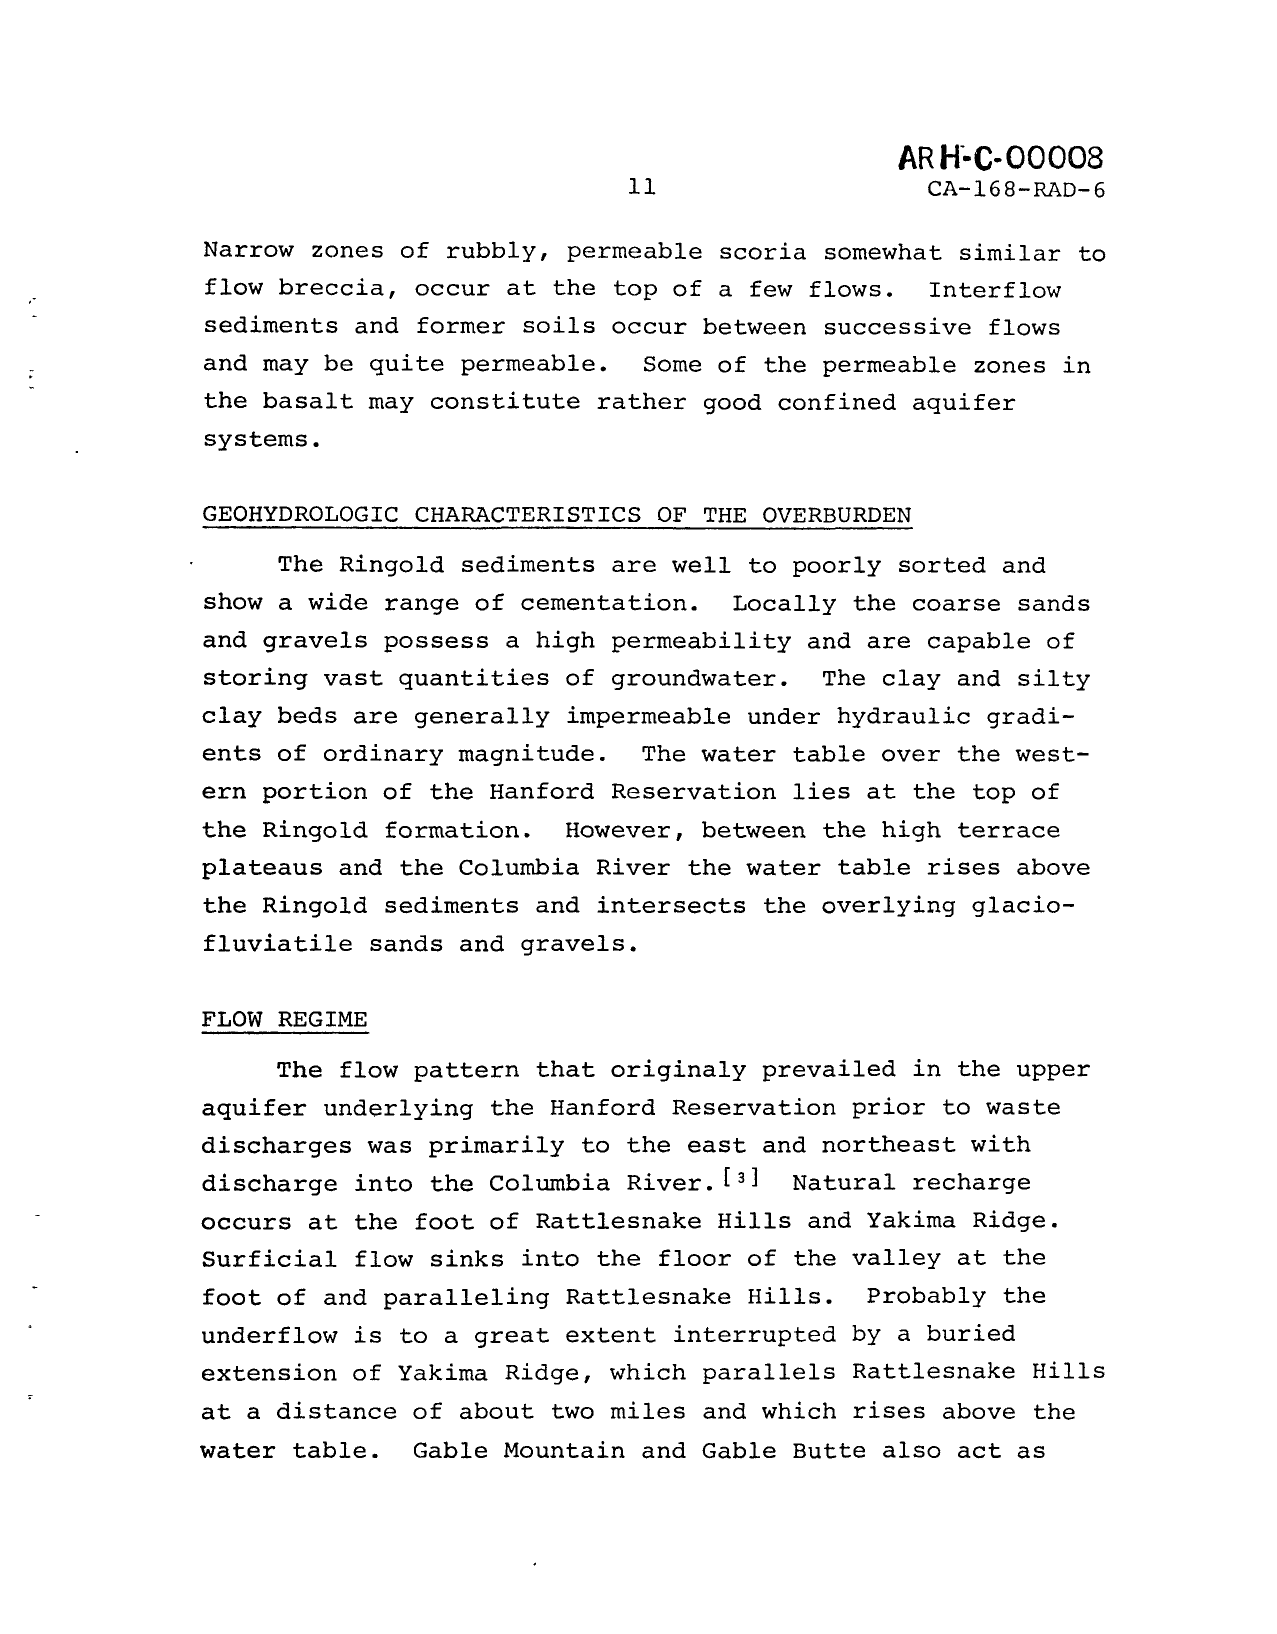 ARH-C-00008
11
CA-168-RAD-6
Narrow zones of rubbly, permeable scoria somewhat similar to
flow breccia, occur at the top of a few flows. Interflow
sediments and former soils occur between successive flows
and may be quite permeable. Some of the permeable zones in
the basalt may constitute rather good confined aquifer
systems.
GEOHYDROLOGIC CHARACTERISTICS OF THE OVERBURDEN
The Ringold sediments are well to poorly sorted and
show a wide range of cementation. Locally the coarse sands
and gravels possess a high permeability and are capable of
storing vast quantities of groundwater. The clay and silty
clay beds are generally impermeable under hydraulic gradi-
ents of ordinary magnitude. The water table over the west-
ern portion of the Hanford Reservation lies at the top of
the Ringold formation. However, between the high terrace
plateaus and the Columbia River the water table rises above
the Ringold sediments and intersects the overlying glacio-
fluviatile sands and gravels.
FLOW REGIME
The flow pattern that originaly prevailed in the upper
aquifer underlying the Hanford Reservation prior to waste
discharges was primarily to the east and northeast with
discharge into the Columbia River.[3] Natural recharge
occurs at the foot of Rattlesnake Hills and Yakima Ridge.
Surficial flow sinks into the floor of the valley at the
foot of and paralleling Rattlesnake Hills. Probably the
underflow is to a great extent interrupted by a buried
extension of Yakima Ridge, which parallels Rattlesnake Hills
at a distance of about two miles and which rises above the
water table. Gable Mountain and Gable Butte also act as